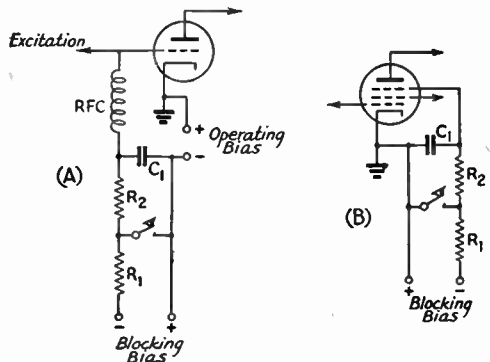 Excitation
RFC
+
Operating
Bias
-
C1
(A)
R2
R1
-
+
Blocking
Bias
C1
R2
(B)
R1
+
-
Blocking
Bias